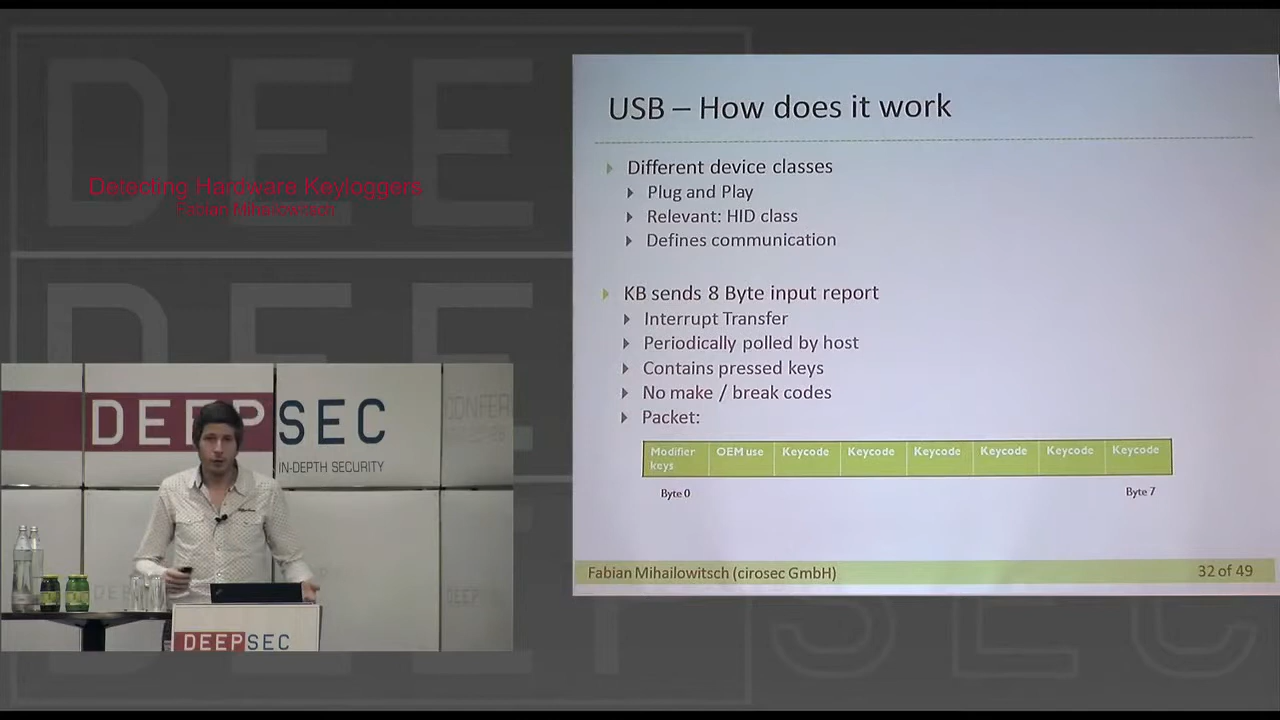 Detecting Hardware Keyloggers
Fabian Mihailowitsch
USB – How does it work
Different device classes
Plug and Play
Relevant: HID class
Defines communication
KB sends 8 Byte input report
Interrupt Transfer
Periodically polled by host
Contains pressed keys
No make / break codes
Packet:
Modifier keys OEM use Keycode Keycode Keycode Keycode Keycode Keycode
Byte 0 Byte 7
Fabian Mihailowitsch (cirosec GmbH) 32 of 49
DEEPSEC
IN-DEPTH SECURITY
DEEPSEC